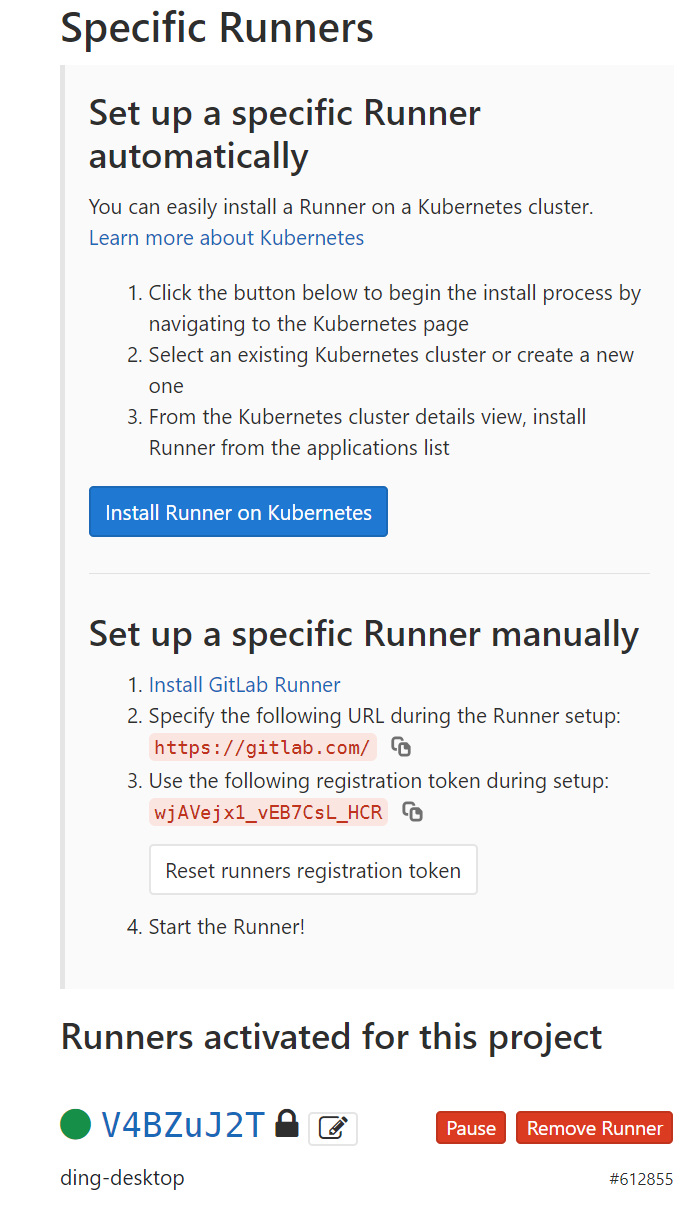 Specific Runners
Set up a specific Runner
automatically
You can easily install a Runner on a Kubernetes cluster.
Learn more about Kubernetes
1. Click the button below to begin the install process by
navigating to the Kubernetes page
2. Select an existing Kubernetes cluster or create a new
one
3. From the Kubernetes cluster details view, install
Runner from the applications list
Install Runner on Kubernetes
Set up a specific Runner manually
1. Install GitLab Runner
2. Specify the following URL during the Runner setup:
https://gitlab.com/
3. Use the following registration token during setup:
wjAVejx1_vEB7CsL_HCR
Reset runners registration token
4. Start the Runner!
Runners activated for this project
V4BZuJ2T
Pause
Remove Runner
ding-desktop
#612855